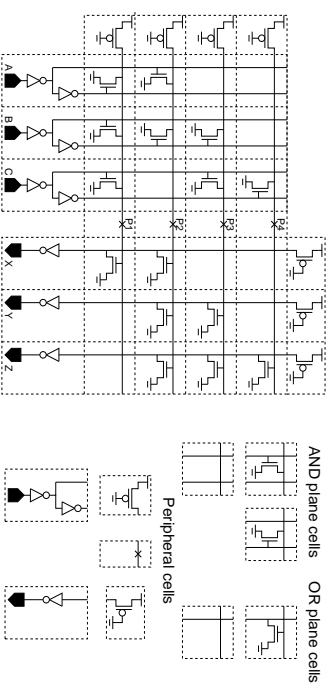 A
B
C
P1
P2
P3
P4
X
Y
Z
AND plane cells
OR plane cells
Peripheral cells